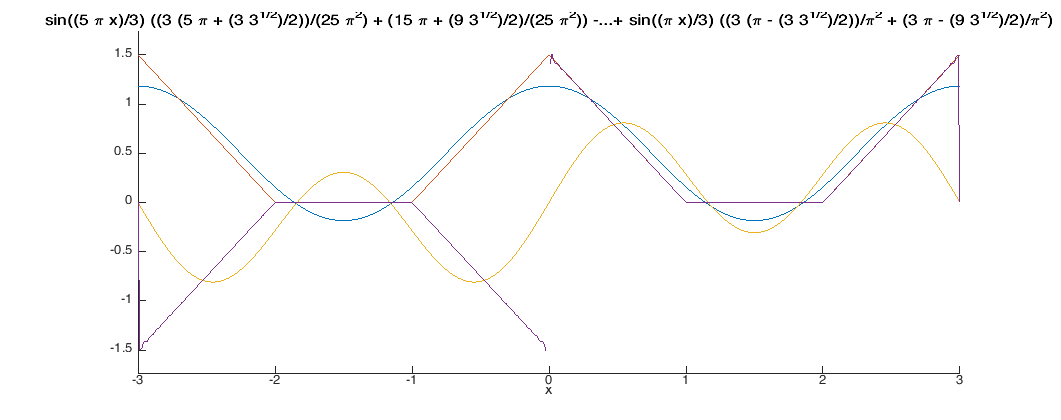 sin((5 π x)/3) ((3 (5 π + (3 3^1/2)/2))/(25 π^2) + (15 π + (9 3^1/2)/2)/(25 π^2)) -...+ sin((π x)/3) ((3 (π - (3 3^1/2)/2))/π^2 + (3 π - (9 3^1/2)/2)/π^2)
1.5
1
0.5
0
-0.5
-1
-1.5
-3 -2 -1 0 1 2 3
x